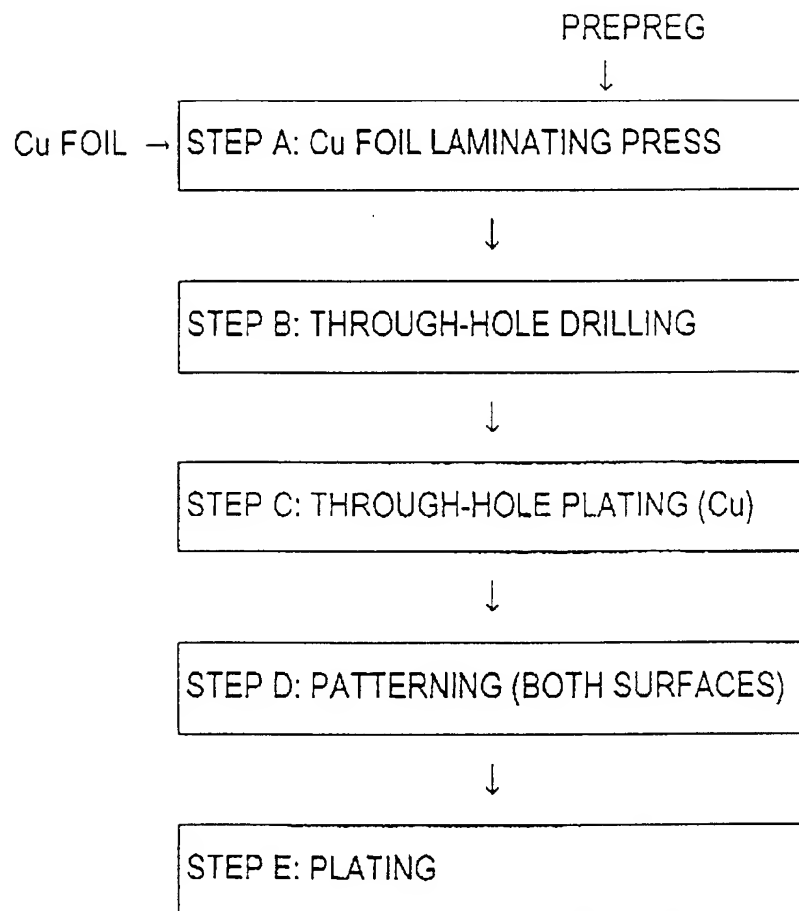 PREPREG
↓
Cu FOIL → STEP A: Cu FOIL LAMINATING PRESS
↓
STEP B: THROUGH-HOLE DRILLING
↓
STEP C: THROUGH-HOLE PLATING (Cu)
↓
STEP D: PATTERNING (BOTH SURFACES)
↓
STEP E: PLATING